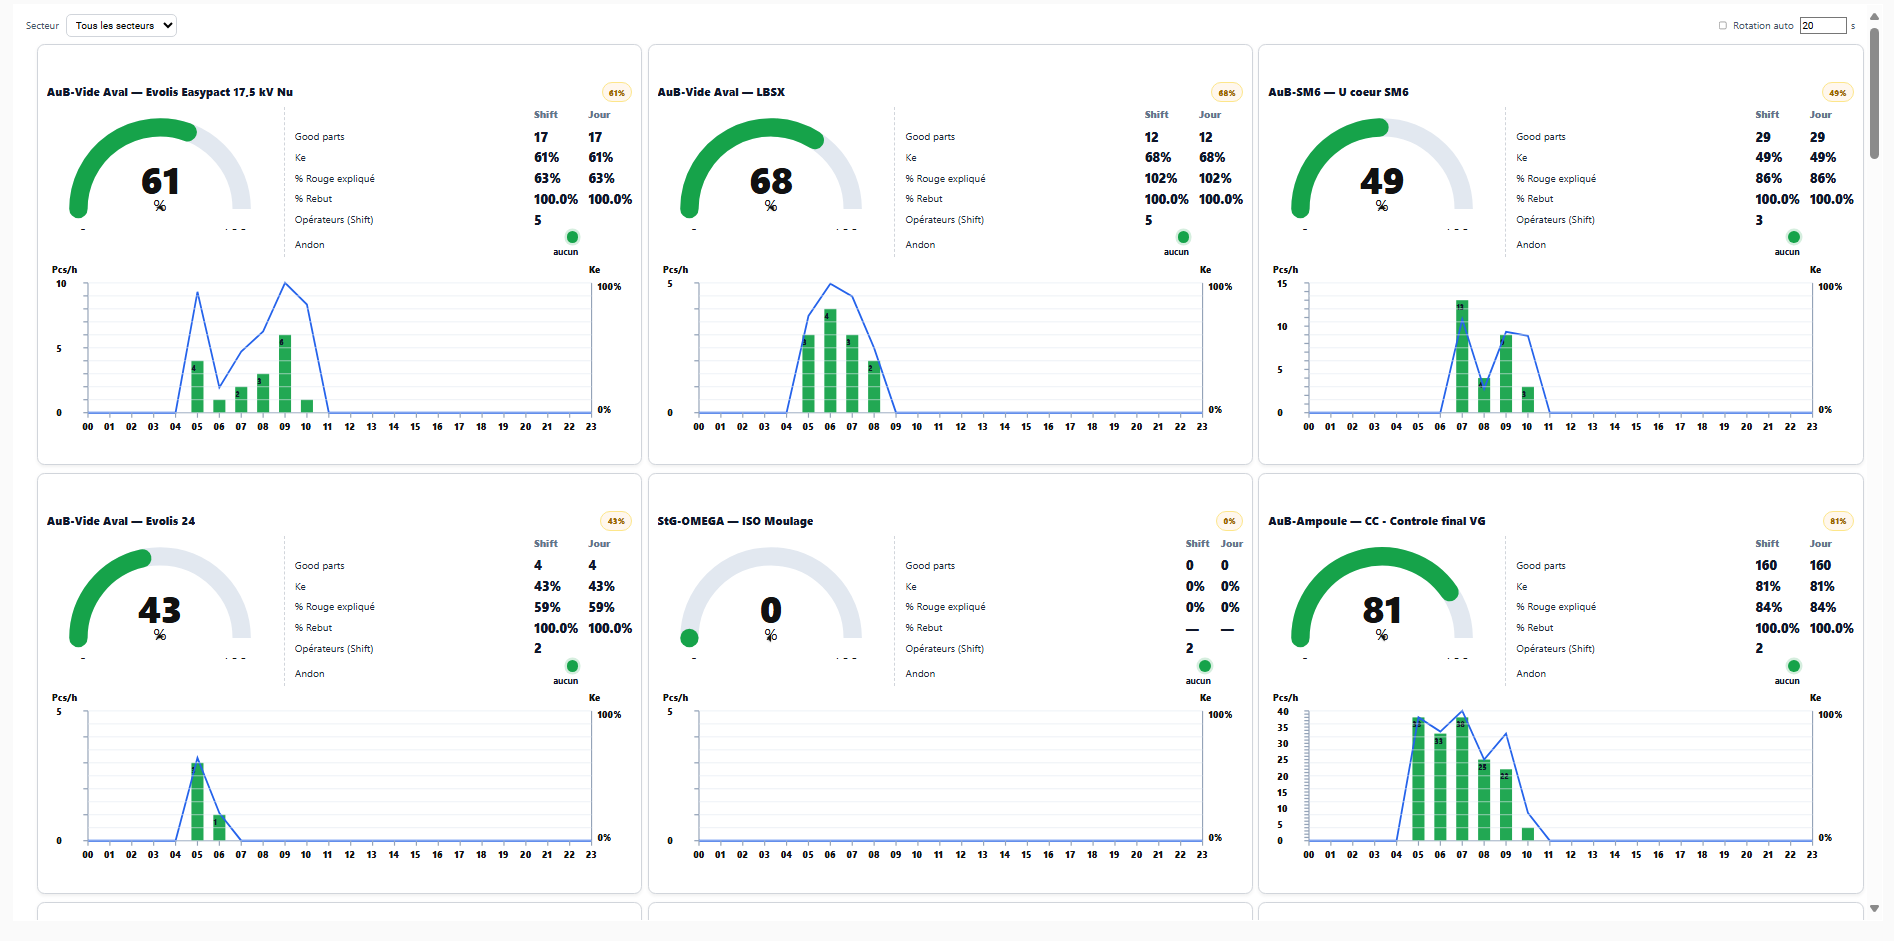 Secteur Tous les secteurs Rotation auto 20 s
AuB-Vide Aval — Evolis Easypact 17,5 kV Nu 61%
Shift Jour
Good parts 17 17
Ke 61% 61%
% Rouge expliqué 63% 63%
% Rebut 100.0% 100.0%
Opérateurs (Shift) 5
Andon aucun
61
%
Pcs/h Ke
10 5 0
100% 0%
4 2 3 6
00 01 02 03 04 05 06 07 08 09 10 11 12 13 14 15 16 17 18 19 20 21 22 23
AuB-Vide Aval — LBSX 68%
Shift Jour
Good parts 12 12
Ke 68% 68%
% Rouge expliqué 102% 102%
% Rebut 100.0% 100.0%
Opérateurs (Shift) 5
Andon aucun
68
%
Pcs/h Ke
5 0
100% 0%
3 4 3 2
00 01 02 03 04 05 06 07 08 09 10 11 12 13 14 15 16 17 18 19 20 21 22 23
AuB-SM6 — U coeur SM6 49%
Shift Jour
Good parts 29 29
Ke 49% 49%
% Rouge expliqué 86% 86%
% Rebut 100.0% 100.0%
Opérateurs (Shift) 3
Andon aucun
49
%
Pcs/h Ke
15 10 5 0
100% 0%
13 4 9 3
00 01 02 03 04 05 06 07 08 09 10 11 12 13 14 15 16 17 18 19 20 21 22 23
AuB-Vide Aval — Evolis 24 43%
Shift Jour
Good parts 4 4
Ke 43% 43%
% Rouge expliqué 59% 59%
% Rebut 100.0% 100.0%
Opérateurs (Shift) 2
Andon aucun
43
%
Pcs/h Ke
5 0
100% 0%
3 1
00 01 02 03 04 05 06 07 08 09 10 11 12 13 14 15 16 17 18 19 20 21 22 23
StG-OMEGA — ISO Moulage 0%
Shift Jour
Good parts 0 0
Ke 0% 0%
% Rouge expliqué 0% 0%
% Rebut — —
Opérateurs (Shift) 2
Andon aucun
0
%
Pcs/h Ke
5 0
100% 0%
00 01 02 03 04 05 06 07 08 09 10 11 12 13 14 15 16 17 18 19 20 21 22 23
AuB-Ampoule — CC - Controle final VG 81%
Shift Jour
Good parts 160 160
Ke 81% 81%
% Rouge expliqué 84% 84%
% Rebut 100.0% 100.0%
Opérateurs (Shift) 2
Andon aucun
81
%
Pcs/h Ke
40 35 30 25 20 15 10 5 0
100% 0%
38 33 38 25 22
00 01 02 03 04 05 06 07 08 09 10 11 12 13 14 15 16 17 18 19 20 21 22 23